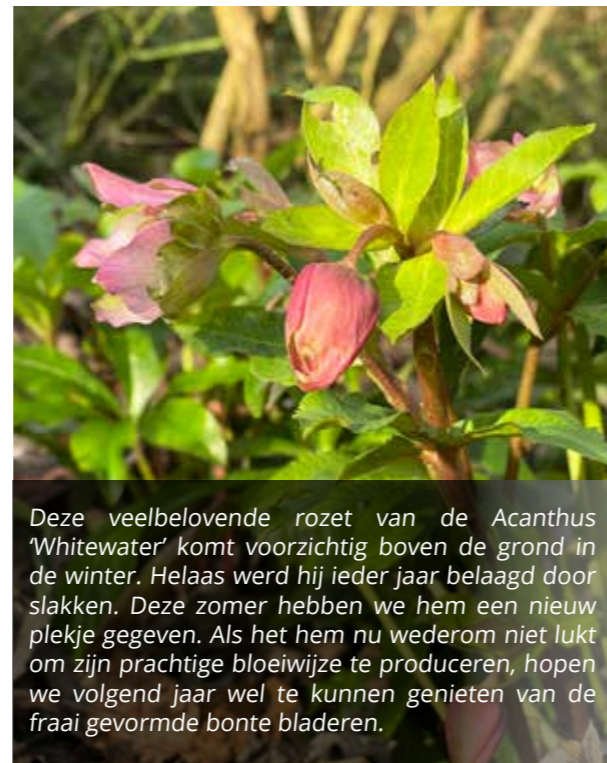 Deze veelbelovende rozet van de Acanthus
‘Whitewater’ komt voorzichtig boven de grond in
de winter. Helaas werd hij ieder jaar belaagd door
slakken. Deze zomer hebben we hem een nieuw
plekje gegeven. Als het hem nu wederom niet lukt
om zijn prachtige bloeiwijze te produceren, hopen
we volgend jaar wel te kunnen genieten van de
fraai gevormde bonte bladeren.